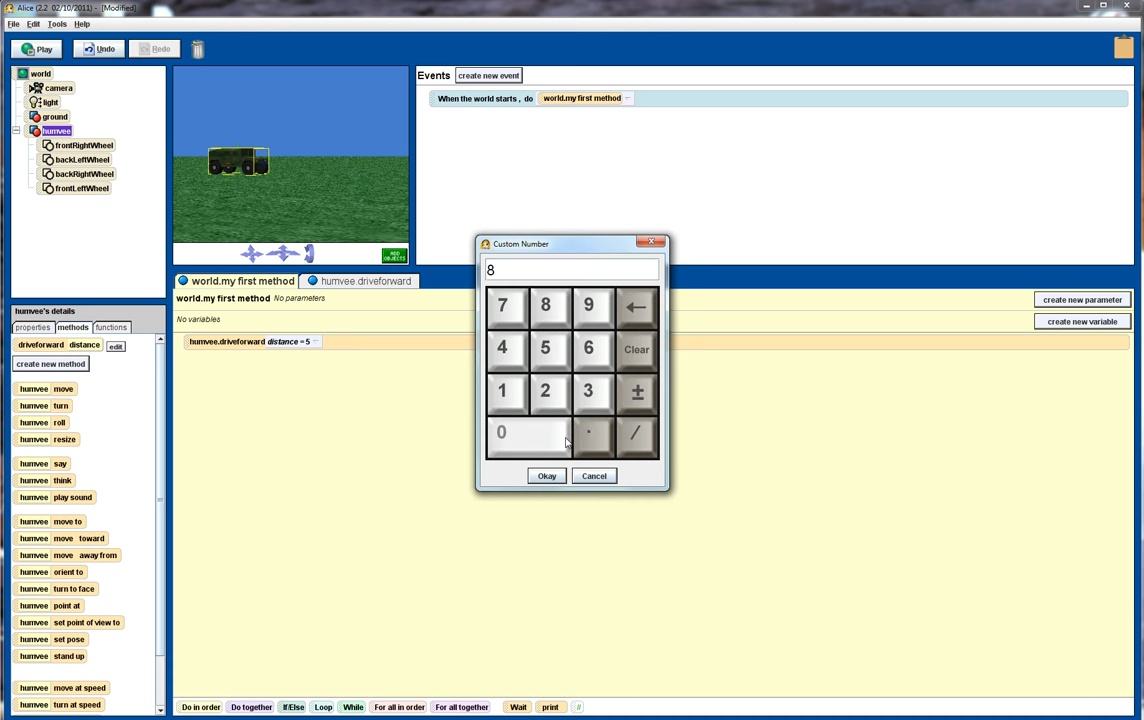 Alice (2.2 02/10/2011) - [Modified]
File Edit Tools Help
Play Undo Redo
world
camera
light
ground
humvee
frontRightWheel
backLeftWheel
backRightWheel
frontLeftWheel
ADD OBJECTS
Events create new event
When the world starts , do world.my first method
humvee's details
properties methods functions
driveforward distance edit
create new method
humvee move
humvee turn
humvee roll
humvee resize
humvee say
humvee think
humvee play sound
humvee move to
humvee move toward
humvee move away from
humvee orient to
humvee turn to face
humvee point at
humvee set point of view to
humvee set pose
humvee stand up
humvee move at speed
humvee turn at speed
world.my first method humvee.driveforward
world.my first method No parameters create new parameter
No variables create new variable
humvee.driveforward distance = 5
Custom Number
8
7 8 9 ←
4 5 6 Clear
1 2 3 ±
0 . /
Okay Cancel
Do in order Do together If/Else Loop While For all in order For all together Wait print //